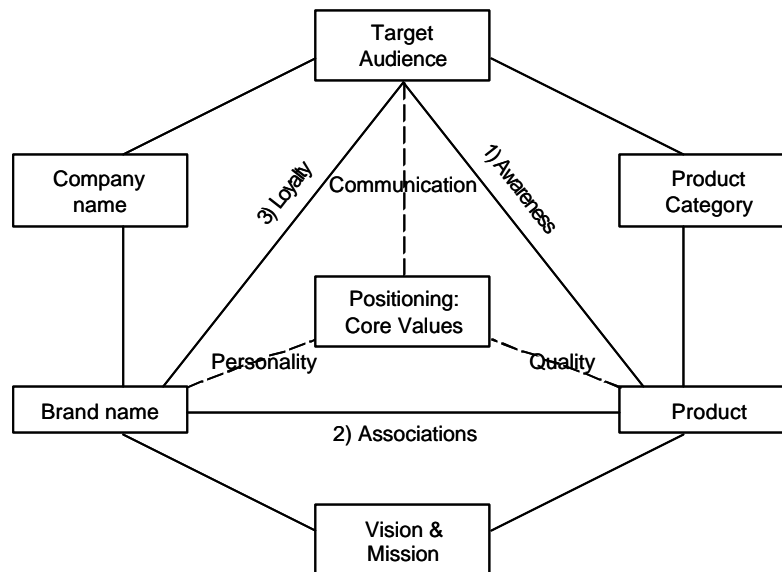 Target
Audience
Company
name
3) Loyalty
Communication
1) Awareness
Product
Category
Positioning:
Core Values
Personality
Quality
Brand name
2) Associations
Product
Vision &
Mission